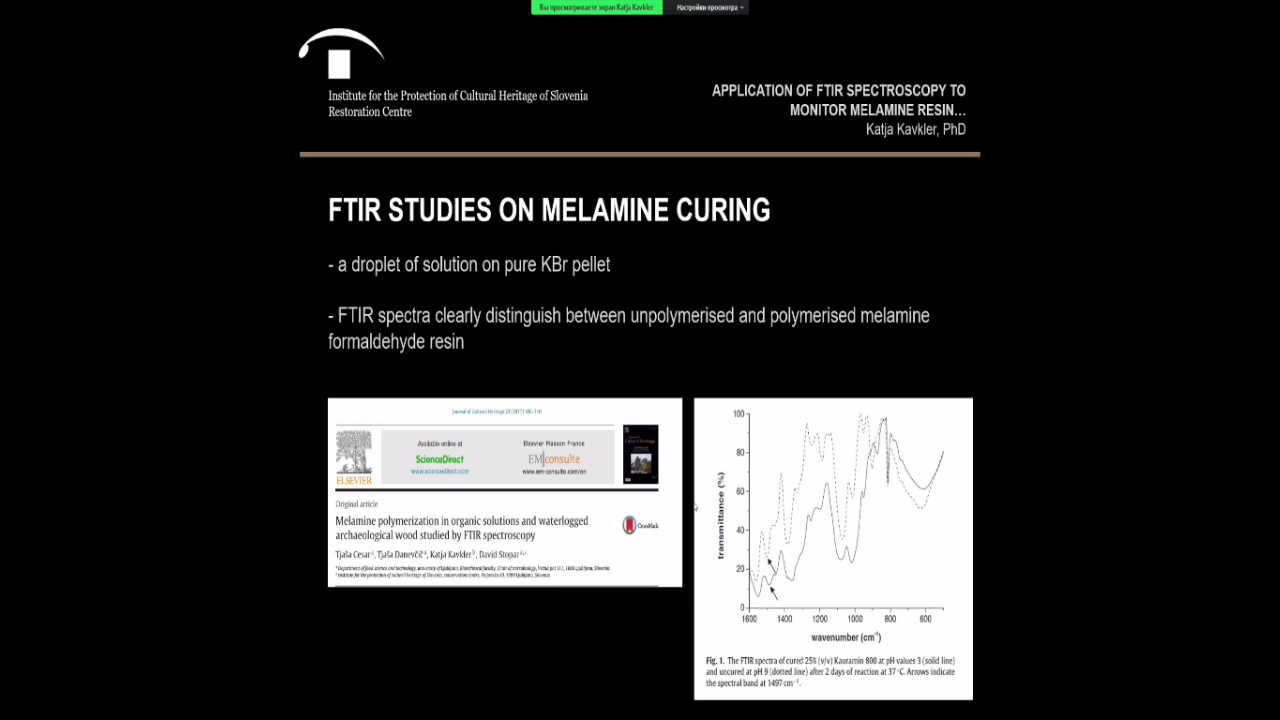 Вы просматриваете экран Katja Kavkler Настройки просмотра
Institute for the Protection of Cultural Heritage of Slovenia
Restoration Centre
APPLICATION OF FTIR SPECTROSCOPY TO
MONITOR MELAMINE RESIN...
Katja Kavkler, PhD
FTIR STUDIES ON MELAMINE CURING
- a droplet of solution on pure KBr pellet
- FTIR spectra clearly distinguish between unpolymerised and polymerised melamine
formaldehyde resin
Journal of Cultural Heritage 23 (2017)
ELSEVIER
Available online at
ScienceDirect
www.sciencedirect.com
Elsevier Masson France
EM|consulte
www.em-consulte.com/en
Original article
Melamine polymerization in organic solutions and waterlogged
archaeological wood studied by FTIR spectroscopy
CrossMark
Tjaša Cesar, Tjaša Danevčič, Katja Kavkler, David Stopar
transmittance (%)
100
80
60
40
20
0
1600 1400 1200 1000 800 600
wavenumber (cm⁻¹)
Fig. 1. The FTIR spectra of cured 25% (v/v) Kauramin 800 at pH values 3 (solid line)
and uncured at pH 9 (dotted line) after 2 days of reaction at 37 °C. Arrows indicate
the spectral band at 1497 cm⁻¹.